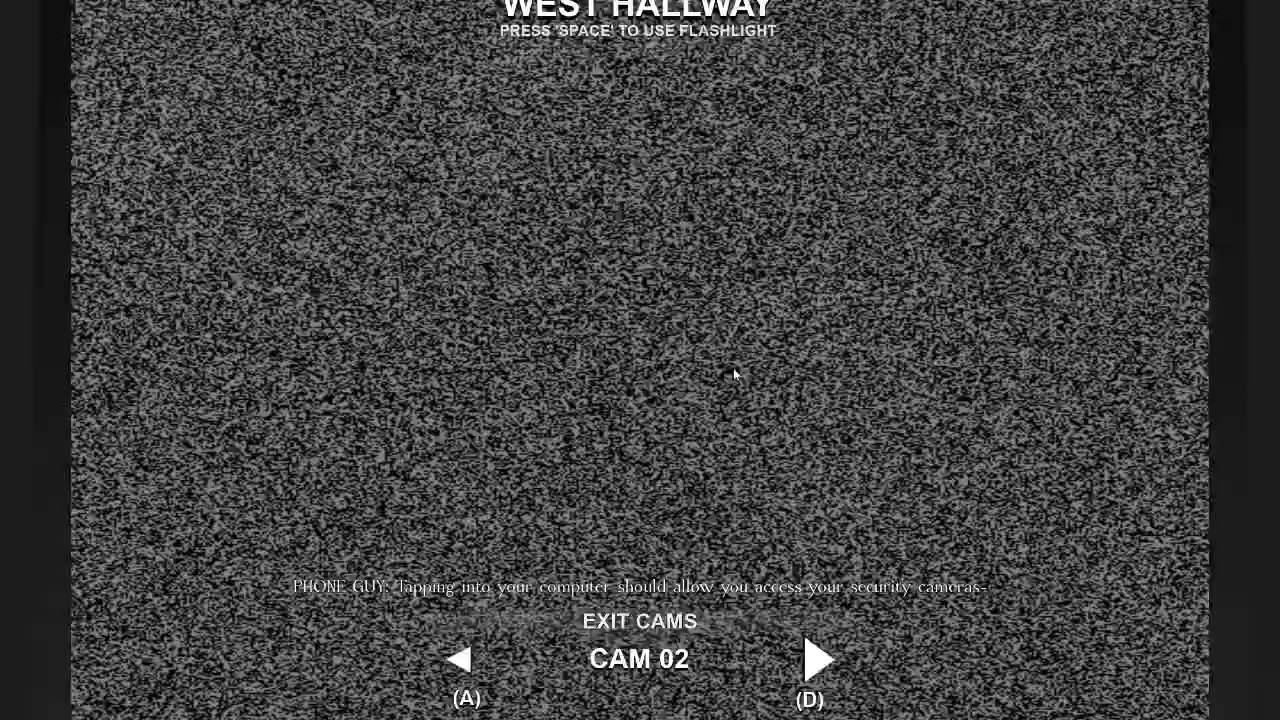 WEST HALLWAY
PRESS 'SPACE' TO USE FLASHLIGHT
PHONE GUY: Tapping into your computer should allow you access your security cameras-
EXIT CAMS
CAM 02
(A) (D)